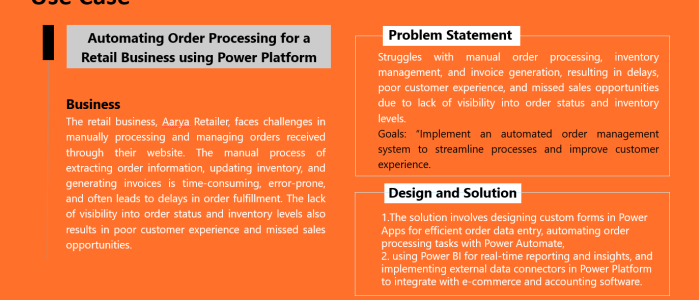 Use Case
Automating Order Processing for a
Retail Business using Power Platform
Business
The retail business, Aarya Retailer, faces challenges in
manually processing and managing orders received
through their website. The manual process of
extracting order information, updating inventory, and
generating invoices is time-consuming, error-prone,
and often leads to delays in order fulfillment. The lack
of visibility into order status and inventory levels also
results in poor customer experience and missed sales
opportunities.
Problem Statement
Struggles with manual order processing, inventory
management, and invoice generation, resulting in delays,
poor customer experience, and missed sales opportunities
due to lack of visibility into order status and inventory
levels.
Goals: "Implement an automated order management
system to streamline processes and improve customer
experience.
Design and Solution
1.The solution involves designing custom forms in Power
Apps for efficient order data entry, automating order
processing tasks with Power Automate,
2. using Power BI for real-time reporting and insights, and
implementing external data connectors in Power Platform
to integrate with e-commerce and accounting software.